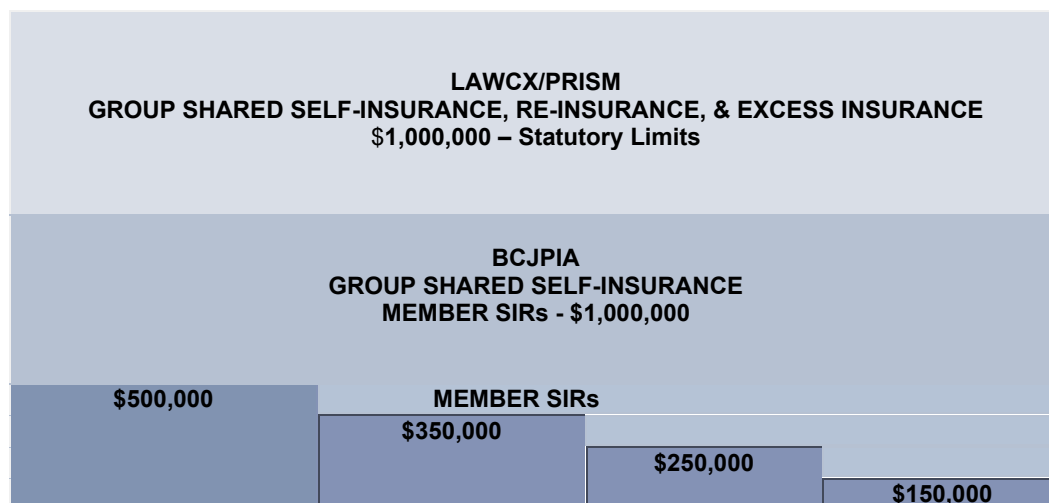 LAWCX/PRISM
GROUP SHARED SELF-INSURANCE, RE-INSURANCE, & EXCESS INSURANCE
$1,000,000 – Statutory Limits
BCJPIA
GROUP SHARED SELF-INSURANCE
MEMBER SIRs - $1,000,000
$500,000
MEMBER SIRs
$350,000
$250,000
$150,000